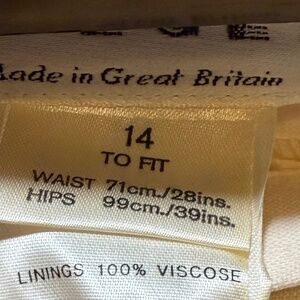 Made in Great Britain
14
TO FIT
WAIST 71cm./28ins.
HIPS 99cm./39ins.
LININGS 100% VISCOSE